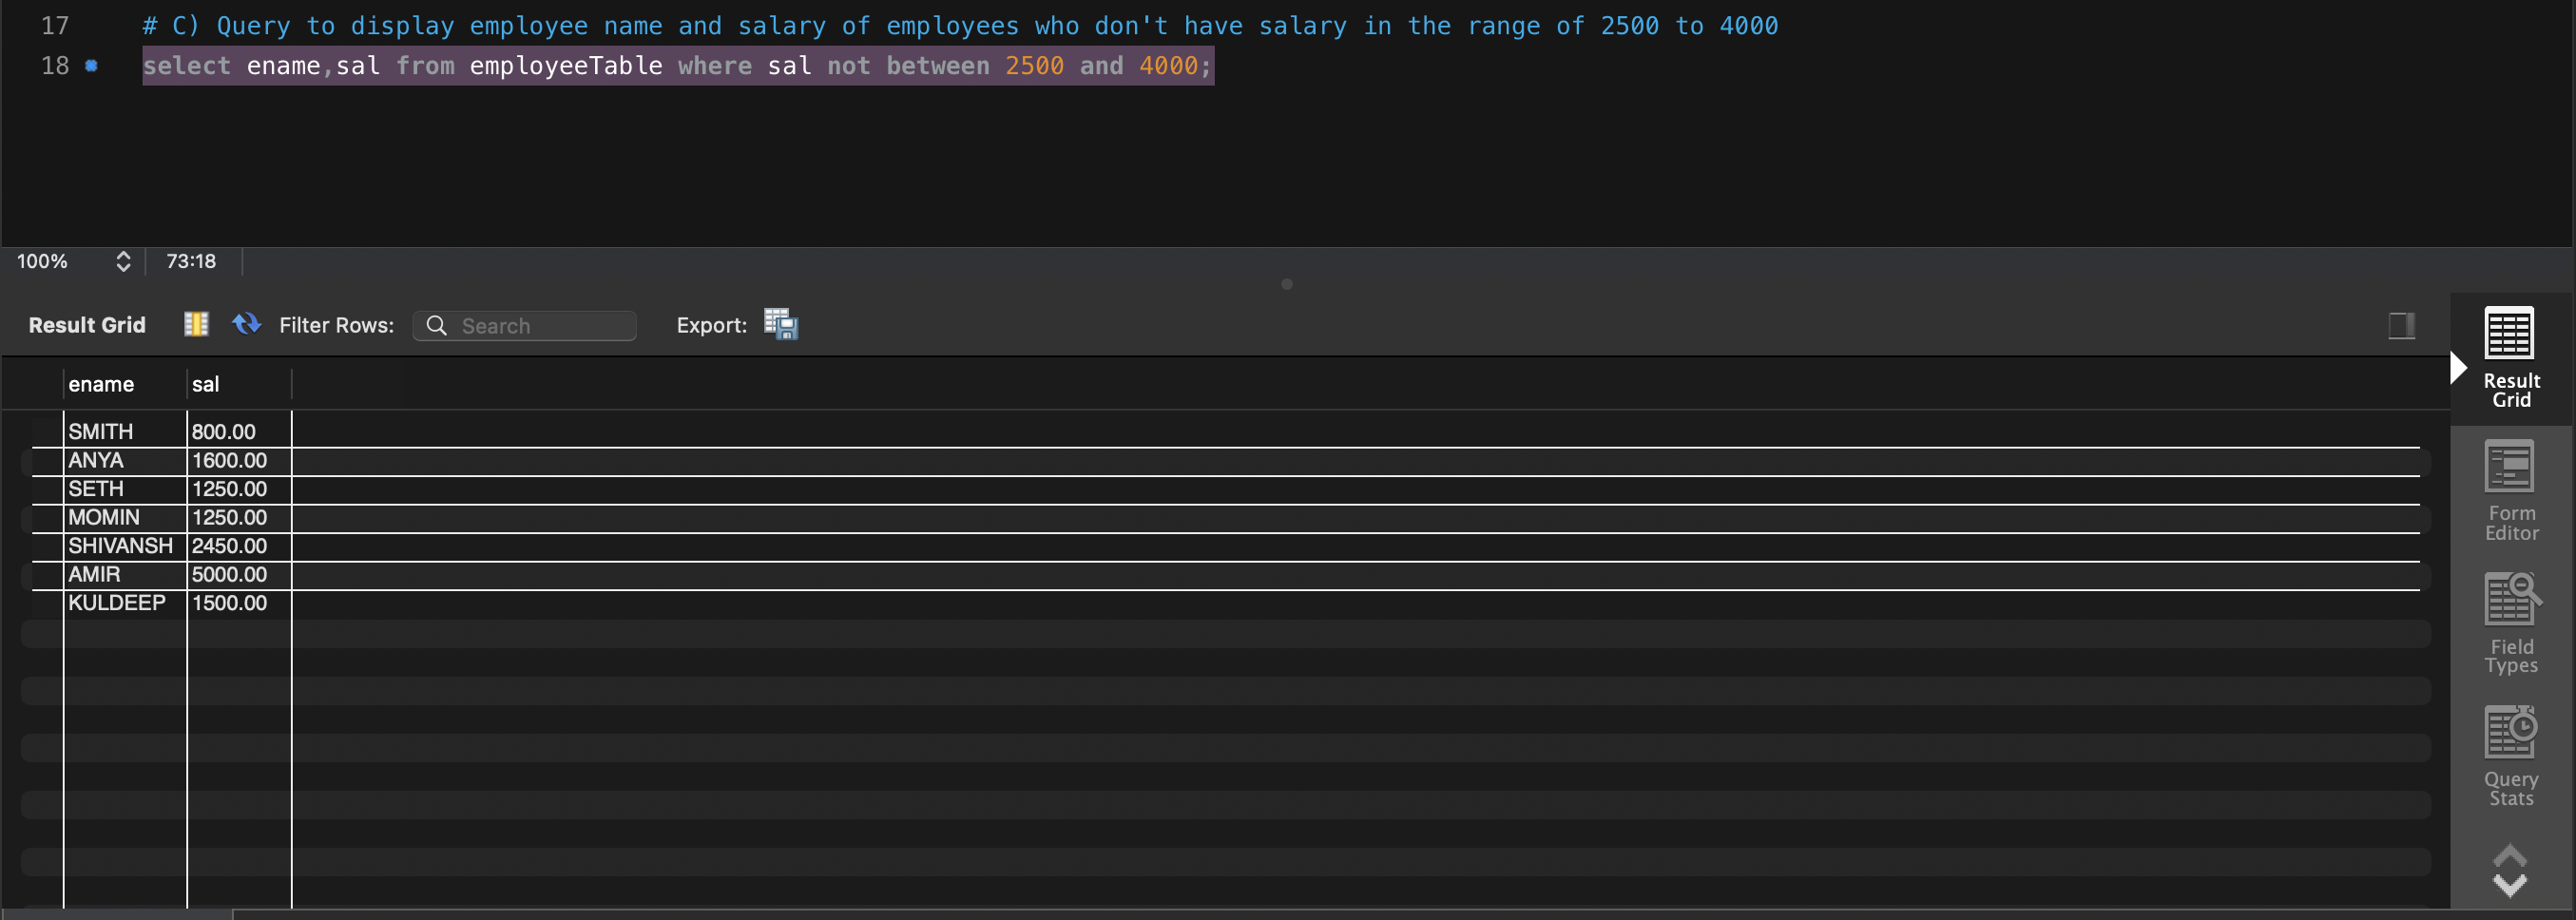 17 # C) Query to display employee name and salary of employees who don't have salary in the range of 2500 to 4000
18 select ename,sal from employeeTable where sal not between 2500 and 4000;
100% 73:18
Result Grid Filter Rows: Search Export:
ename sal
SMITH 800.00
ANYA 1600.00
SETH 1250.00
MOMIN 1250.00
SHIVANSH 2450.00
AMIR 5000.00
KULDEEP 1500.00
Result
Grid
Form
Editor
Field
Types
Query
Stats